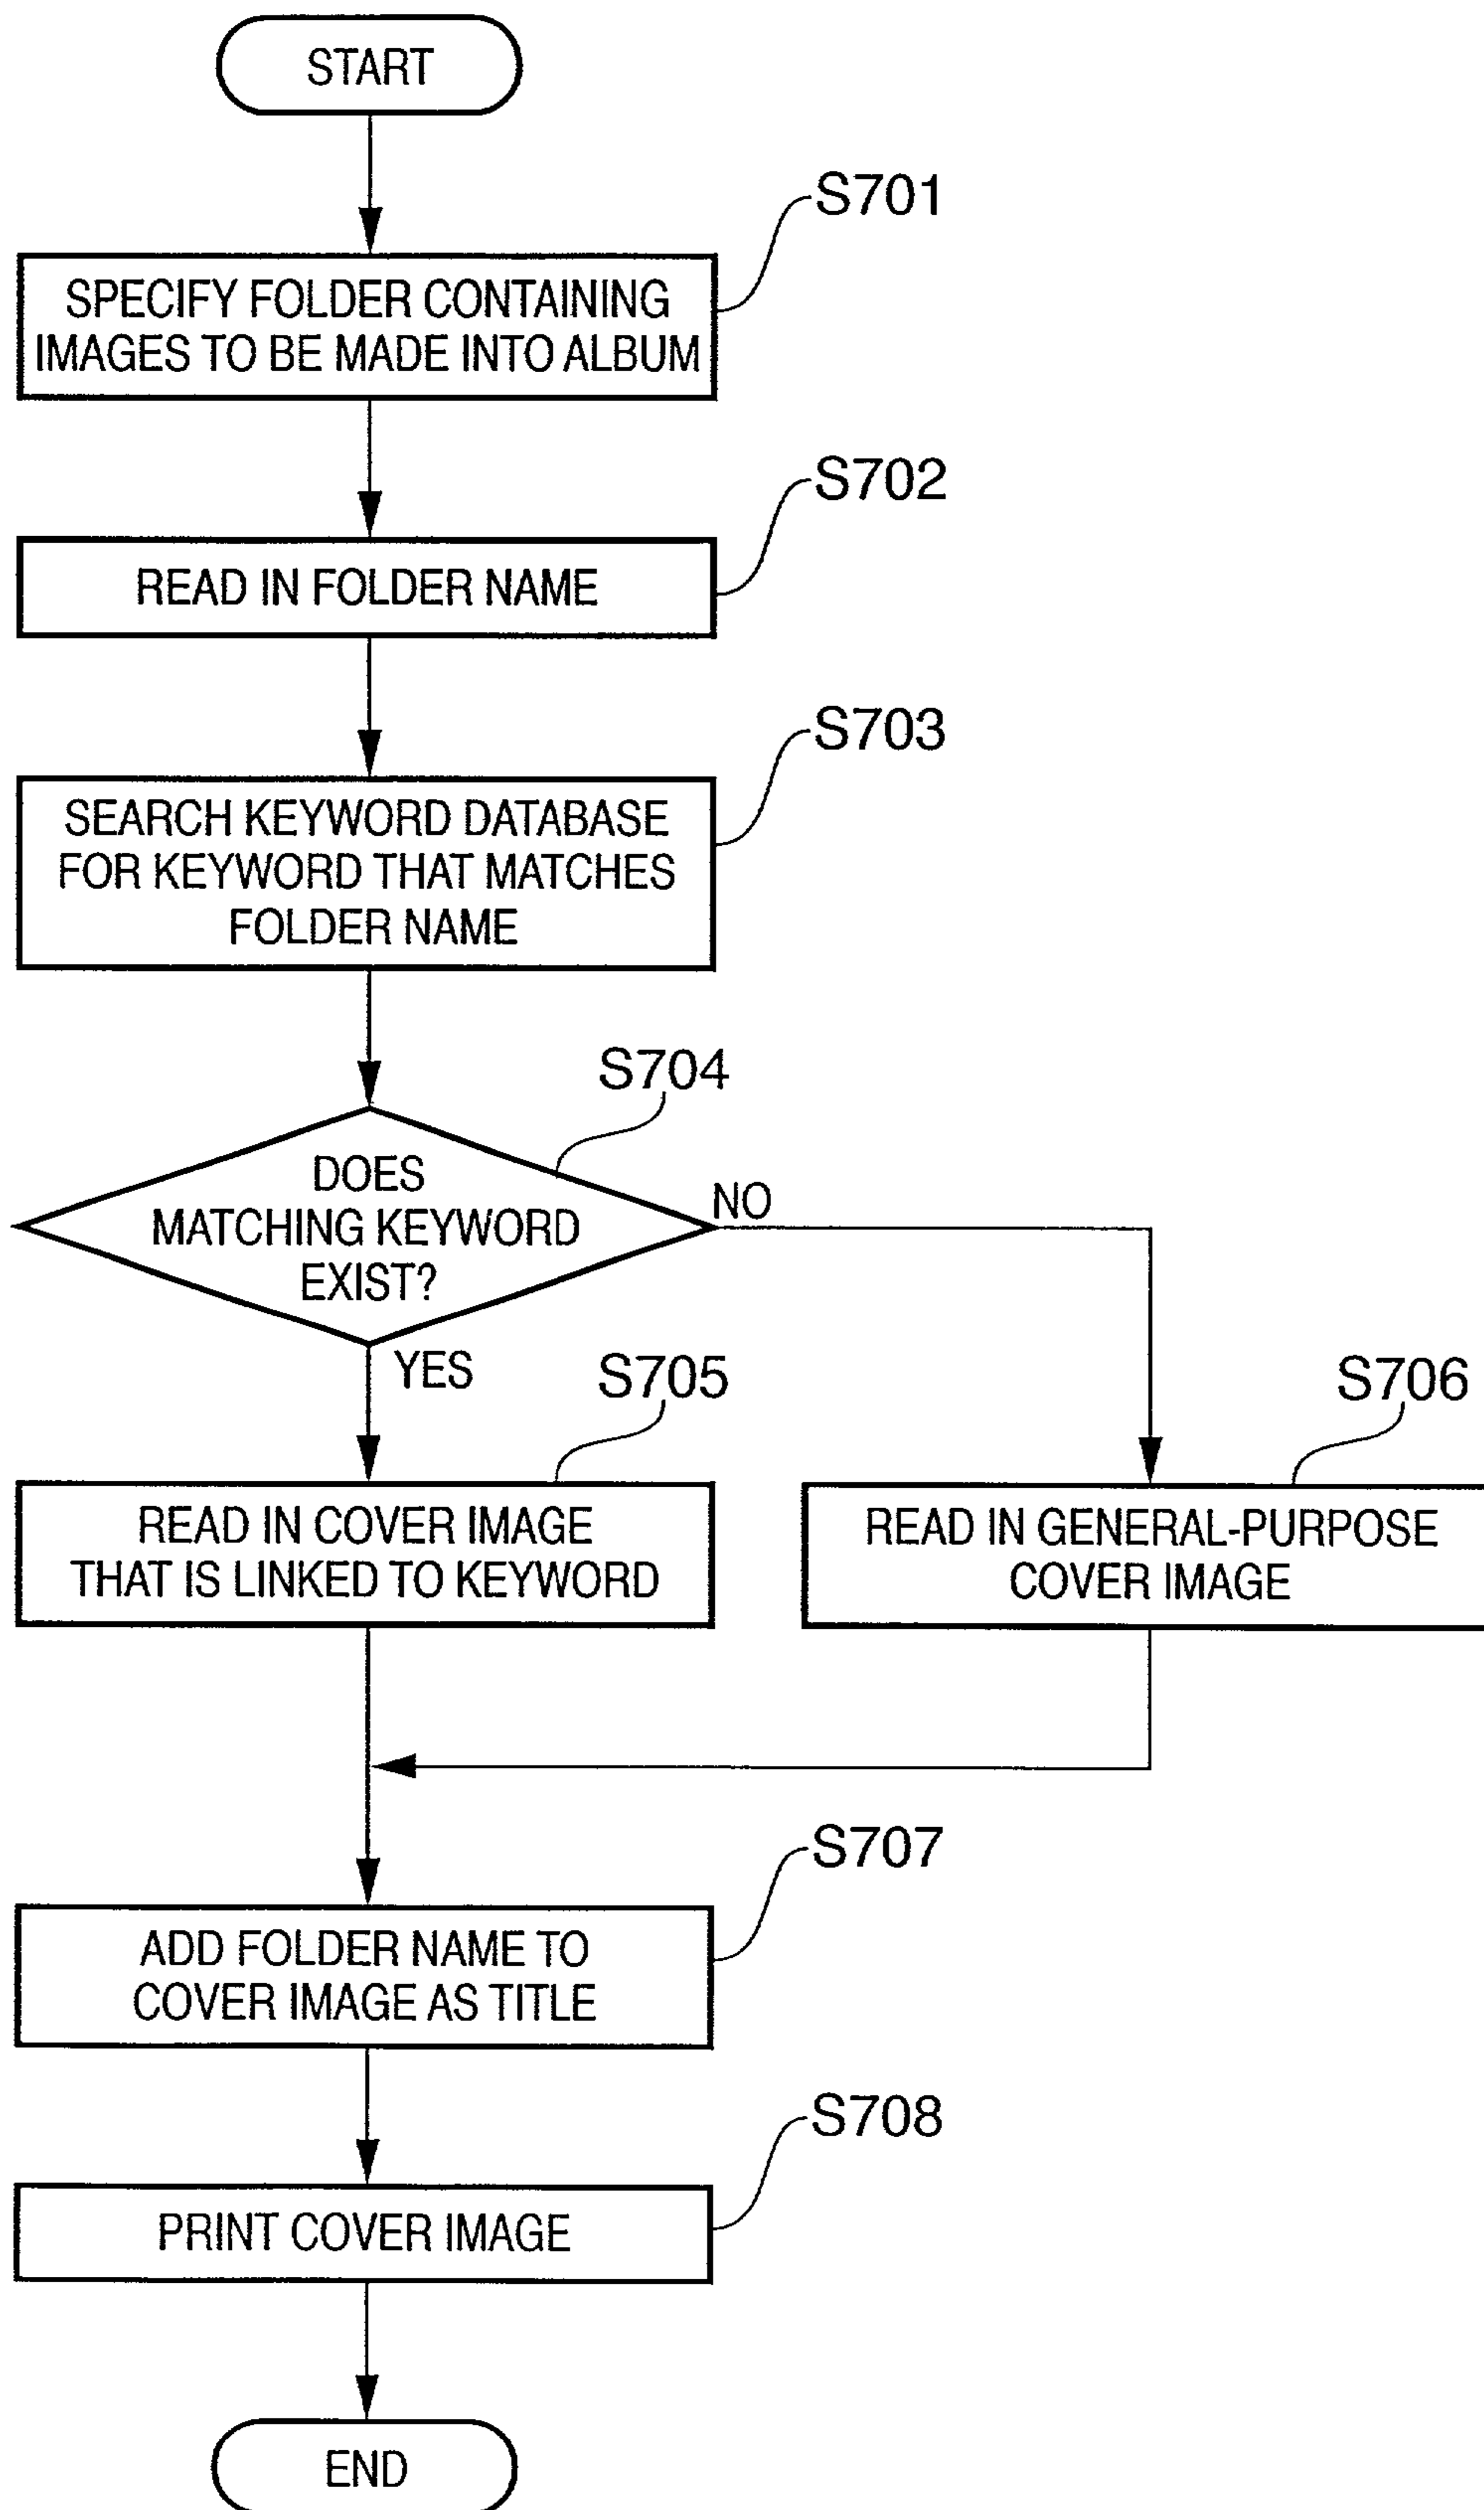 START
S701
SPECIFY FOLDER CONTAINING
IMAGES TO BE MADE INTO ALBUM
S702
READ IN FOLDER NAME
S703
SEARCH KEYWORD DATABASE
FOR KEYWORD THAT MATCHES
FOLDER NAME
S704
DOES
MATCHING KEYWORD
EXIST?
NO
YES
S705
READ IN COVER IMAGE
THAT IS LINKED TO KEYWORD
S706
READ IN GENERAL-PURPOSE
COVER IMAGE
S707
ADD FOLDER NAME TO
COVER IMAGE AS TITLE
S708
PRINT COVER IMAGE
END